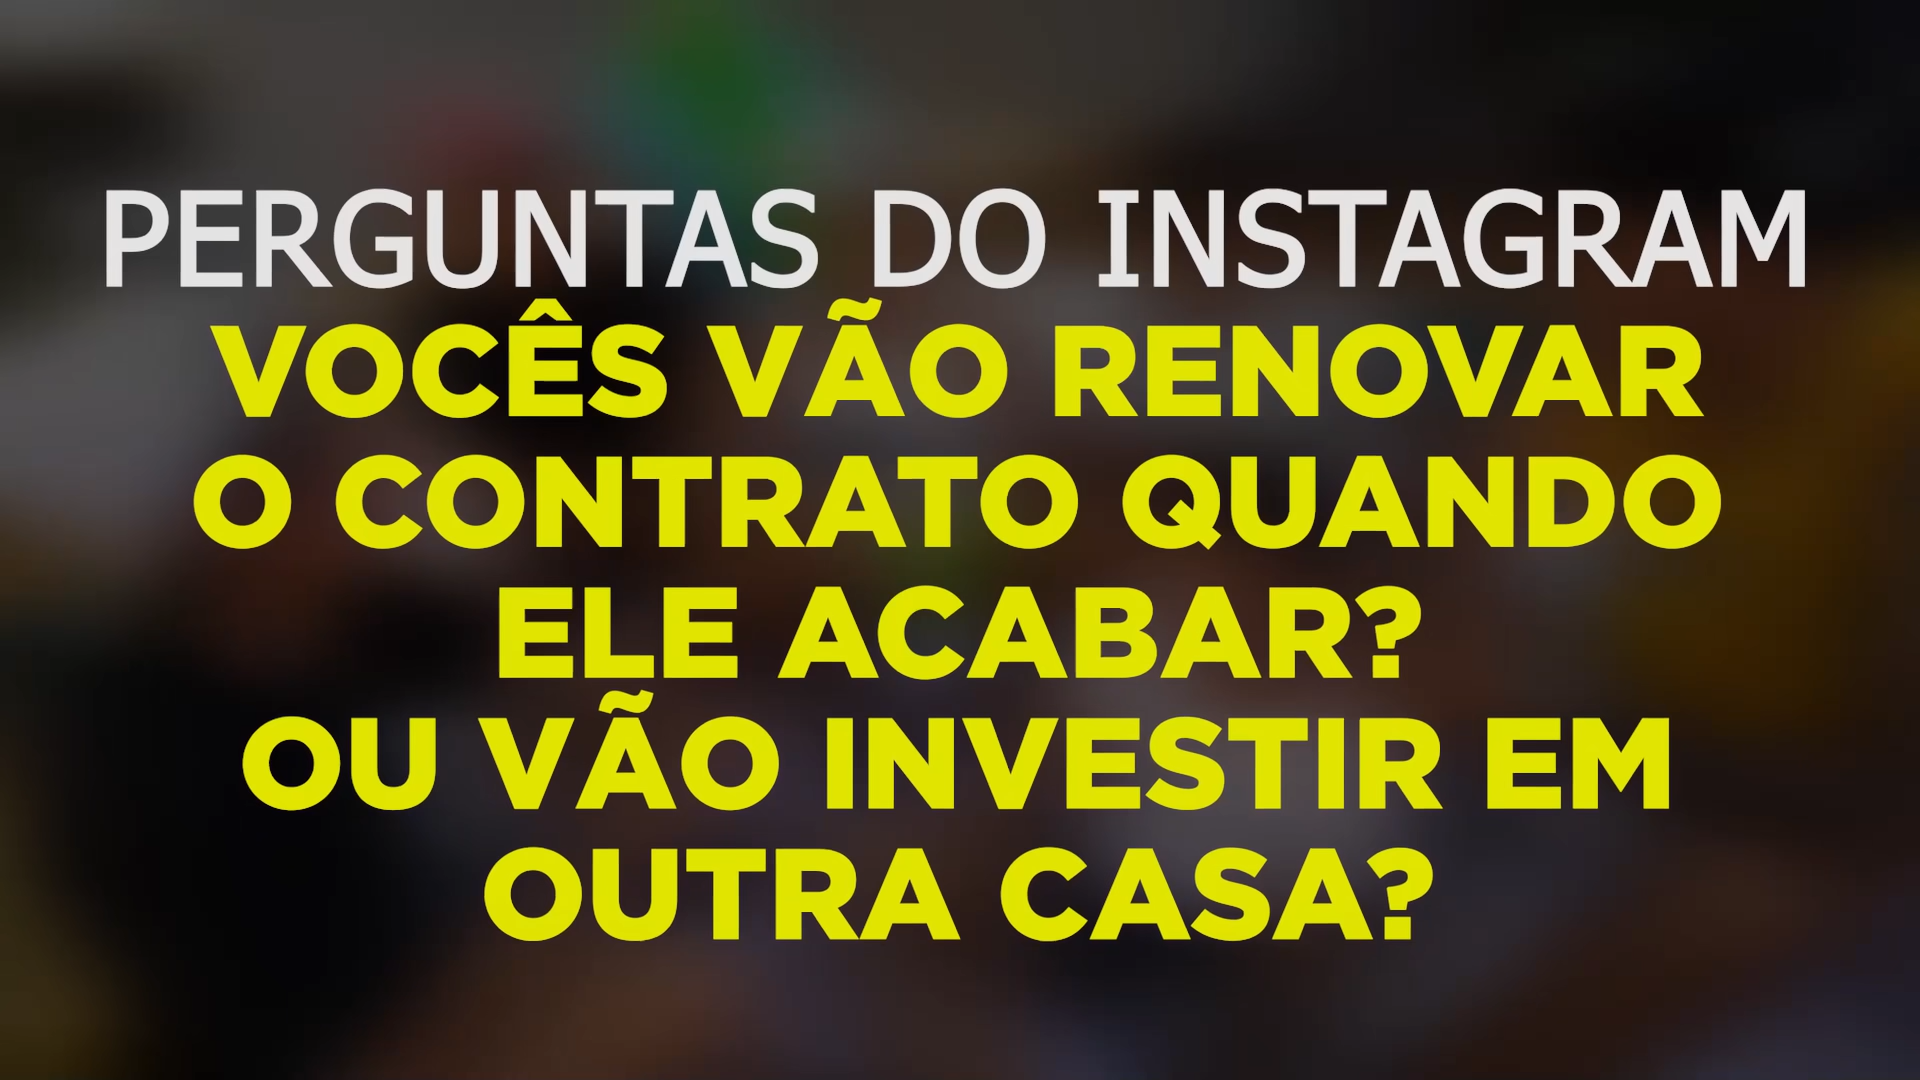 PERGUNTAS DO INSTAGRAM
VOCÊS VÃO RENOVAR
O CONTRATO QUANDO
ELE ACABAR?
OU VÃO INVESTIR EM
OUTRA CASA?